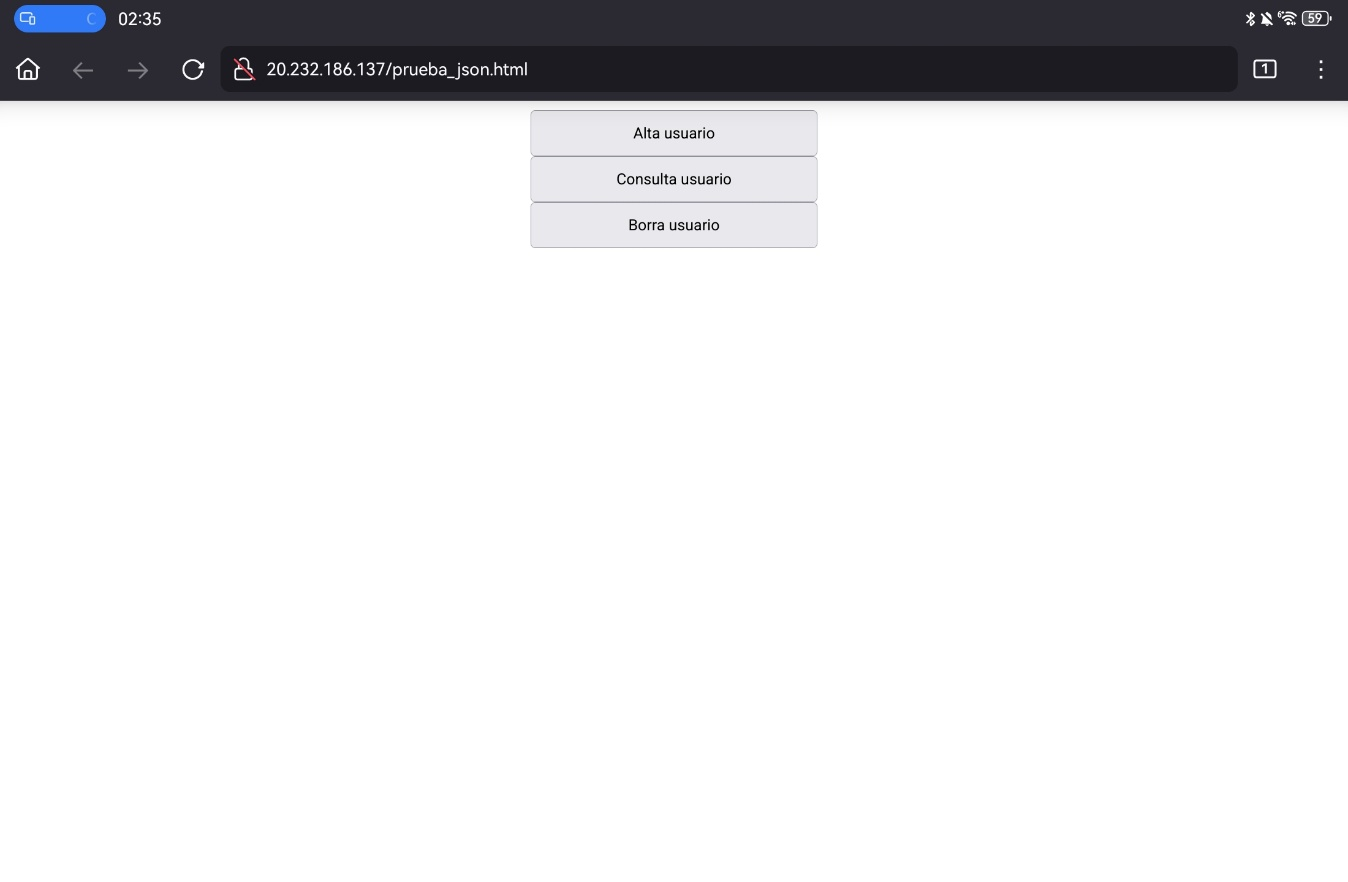 02:35
59
20.232.186.137/prueba_json.html
1
Alta usuario
Consulta usuario
Borra usuario